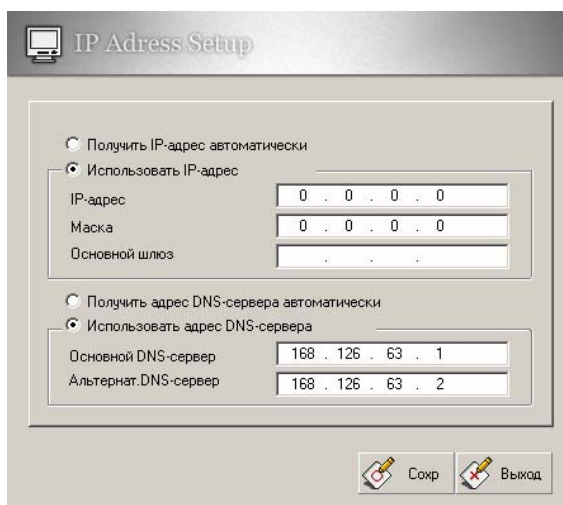 IP Adress Setup
Получить IP-адрес автоматически
Использовать IP-адрес
IP-адрес 0 . 0 . 0 . 0
Маска 0 . 0 . 0 . 0
Основной шлюз . . .
Получить адрес DNS-сервера автоматически
Использовать адрес DNS-сервера
Основной DNS-сервер 168 . 126 . 63 . 1
Альтернат.DNS-сервер 168 . 126 . 63 . 2
Сохр Выход